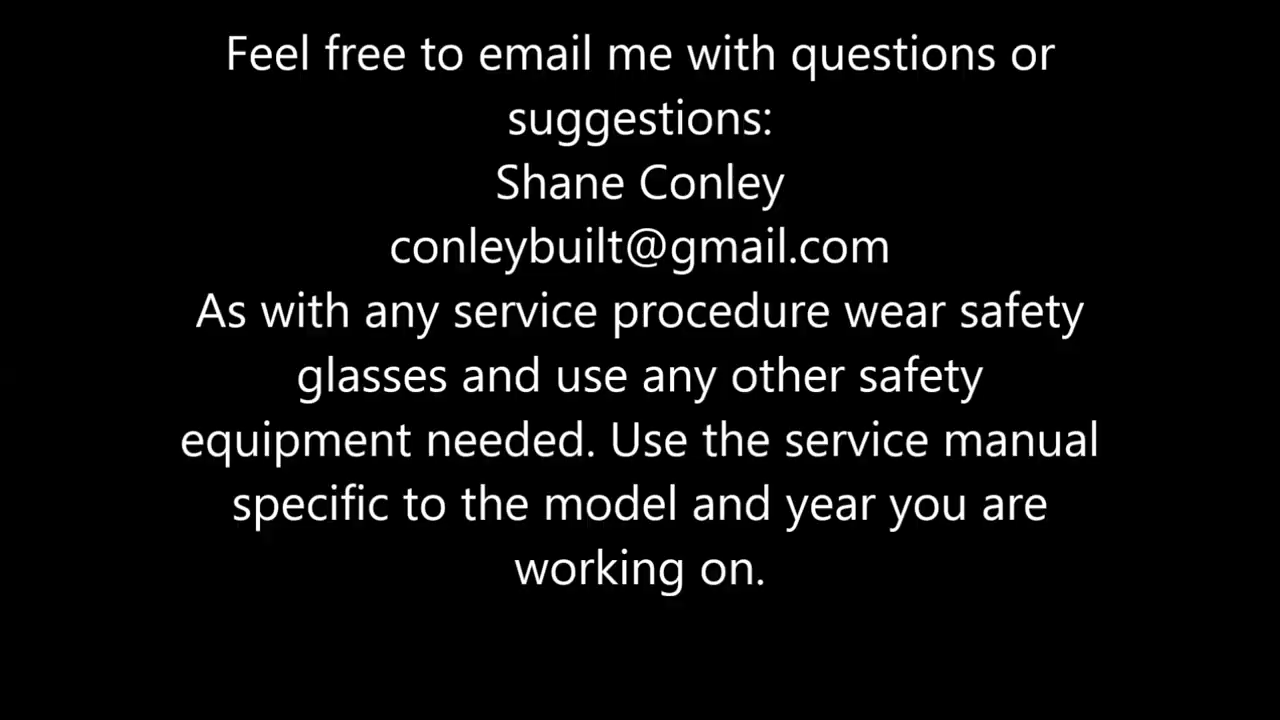 Feel free to email me with questions or
suggestions:
Shane Conley
conleybuilt@gmail.com
As with any service procedure wear safety
glasses and use any other safety
equipment needed. Use the service manual
specific to the model and year you are
working on.